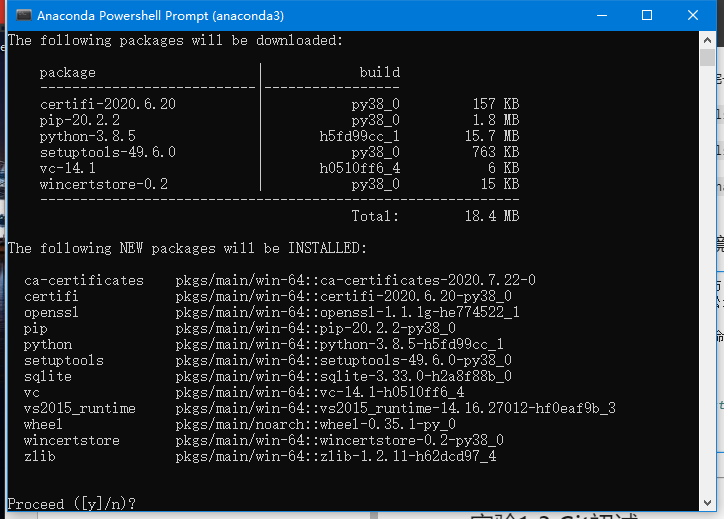 Anaconda Powershell Prompt (anaconda3)
The following packages will be downloaded:
package | build
---------------------------|-----------------
certifi-2020.6.20 | py38_0 157 KB
pip-20.2.2 | py38_0 1.8 MB
python-3.8.5 | h5fd99cc_1 15.7 MB
setuptools-49.6.0 | py38_0 763 KB
vc-14.1 | h0510ff6_4 6 KB
wincertstore-0.2 | py38_0 15 KB
------------------------------------------------------------
Total: 18.4 MB
The following NEW packages will be INSTALLED:
ca-certificates pkgs/main/win-64::ca-certificates-2020.7.22-0
certifi pkgs/main/win-64::certifi-2020.6.20-py38_0
openssl pkgs/main/win-64::openssl-1.1.1g-he774522_1
pip pkgs/main/win-64::pip-20.2.2-py38_0
python pkgs/main/win-64::python-3.8.5-h5fd99cc_1
setuptools pkgs/main/win-64::setuptools-49.6.0-py38_0
sqlite pkgs/main/win-64::sqlite-3.33.0-h2a8f88b_0
vc pkgs/main/win-64::vc-14.1-h0510ff6_4
vs2015_runtime pkgs/main/win-64::vs2015_runtime-14.16.27012-hf0eaf9b_3
wheel pkgs/main/noarch::wheel-0.35.1-py_0
wincertstore pkgs/main/win-64::wincertstore-0.2-py38_0
zlib pkgs/main/win-64::zlib-1.2.11-h62dcd97_4
Proceed ([y]/n)?